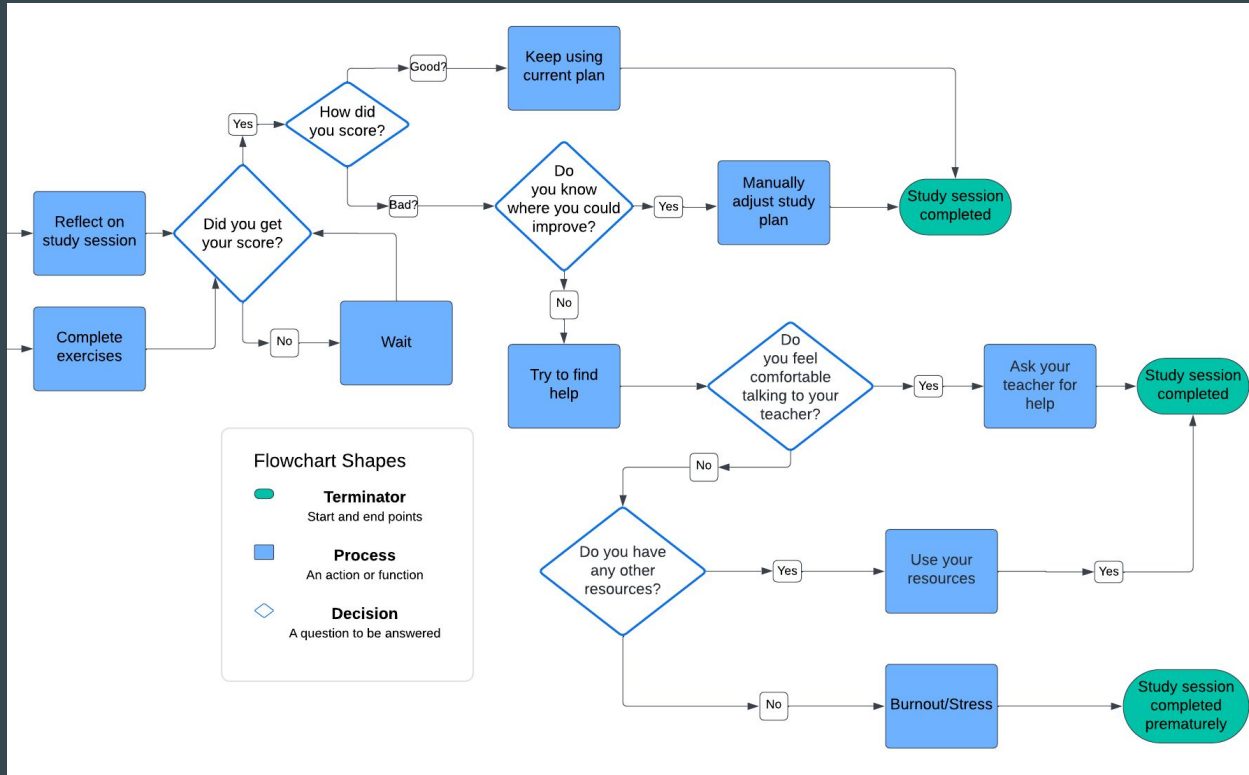 Good?
Keep using
current plan
How did
you score?
Yes
Bad?
Do
you know
where you could
improve?
Yes
Manually
adjust study
plan
Study session
completed
Reflect on
study session
Did you get
your score?
Complete
exercises
No
Wait
No
Try to find
help
Do
you feel
comfortable
talking to your
teacher?
Yes
Ask your
teacher for
help
Study session
completed
No
Flowchart Shapes
Terminator
Start and end points
Process
An action or function
Decision
A question to be answered
Do you have
any other
resources?
Yes
Use your
resources
Yes
No
Burnout/Stress
Study session
completed
prematurely